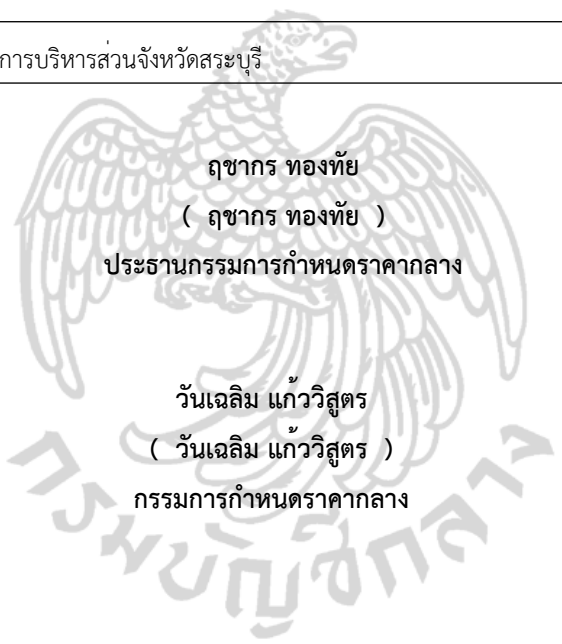 การบริหารส่วนจังหวัดสระบุรี
ฤชากร ทองทัย
( ฤชากร ทองทัย )
ประธานกรรมการกำหนดราคากลาง
วันเฉลิม แก้ววิสูตร
( วันเฉลิม แก้ววิสูตร )
กรรมการกำหนดราคากลาง
กรมบัญชีกลาง